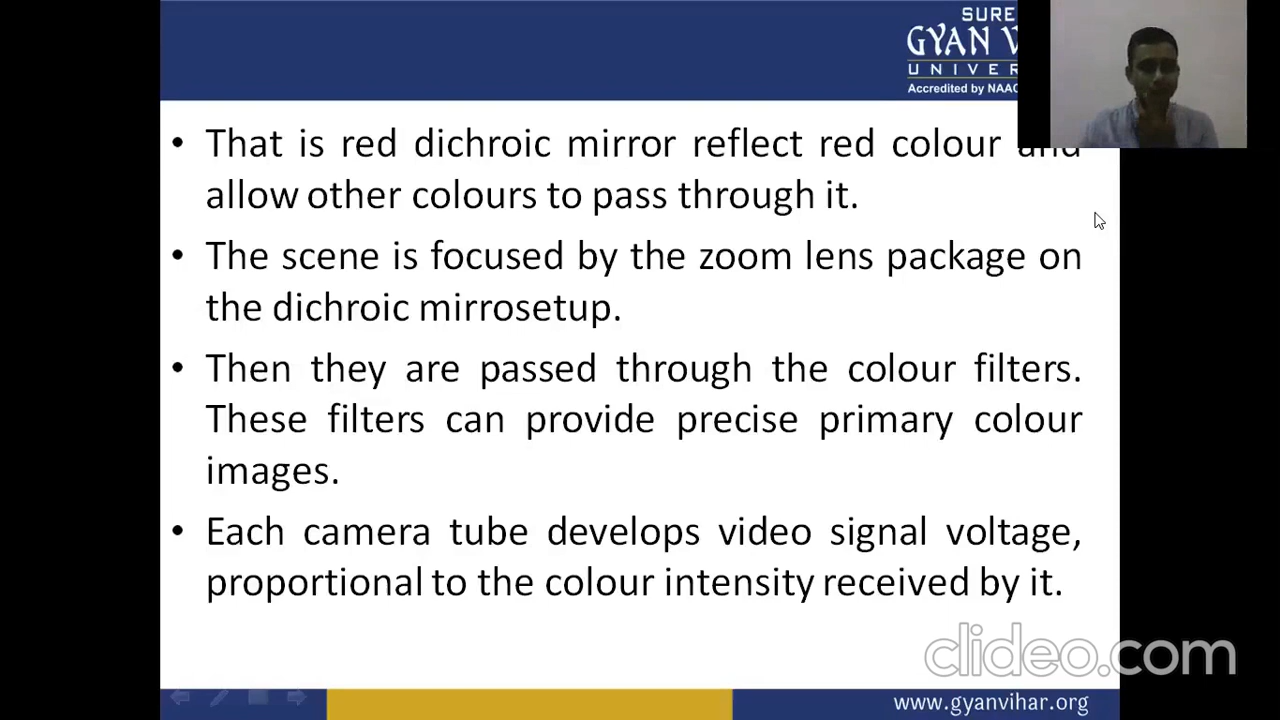 SURE
GYAN V
UNIVER
Accredited by NAAC
• That is red dichroic mirror reflect red colour and
allow other colours to pass through it.
• The scene is focused by the zoom lens package on
the dichroic mirrosetup.
• Then they are passed through the colour filters.
These filters can provide precise primary colour
images.
• Each camera tube develops video signal voltage,
proportional to the colour intensity received by it.
clideo.com
www.gyanvihar.org